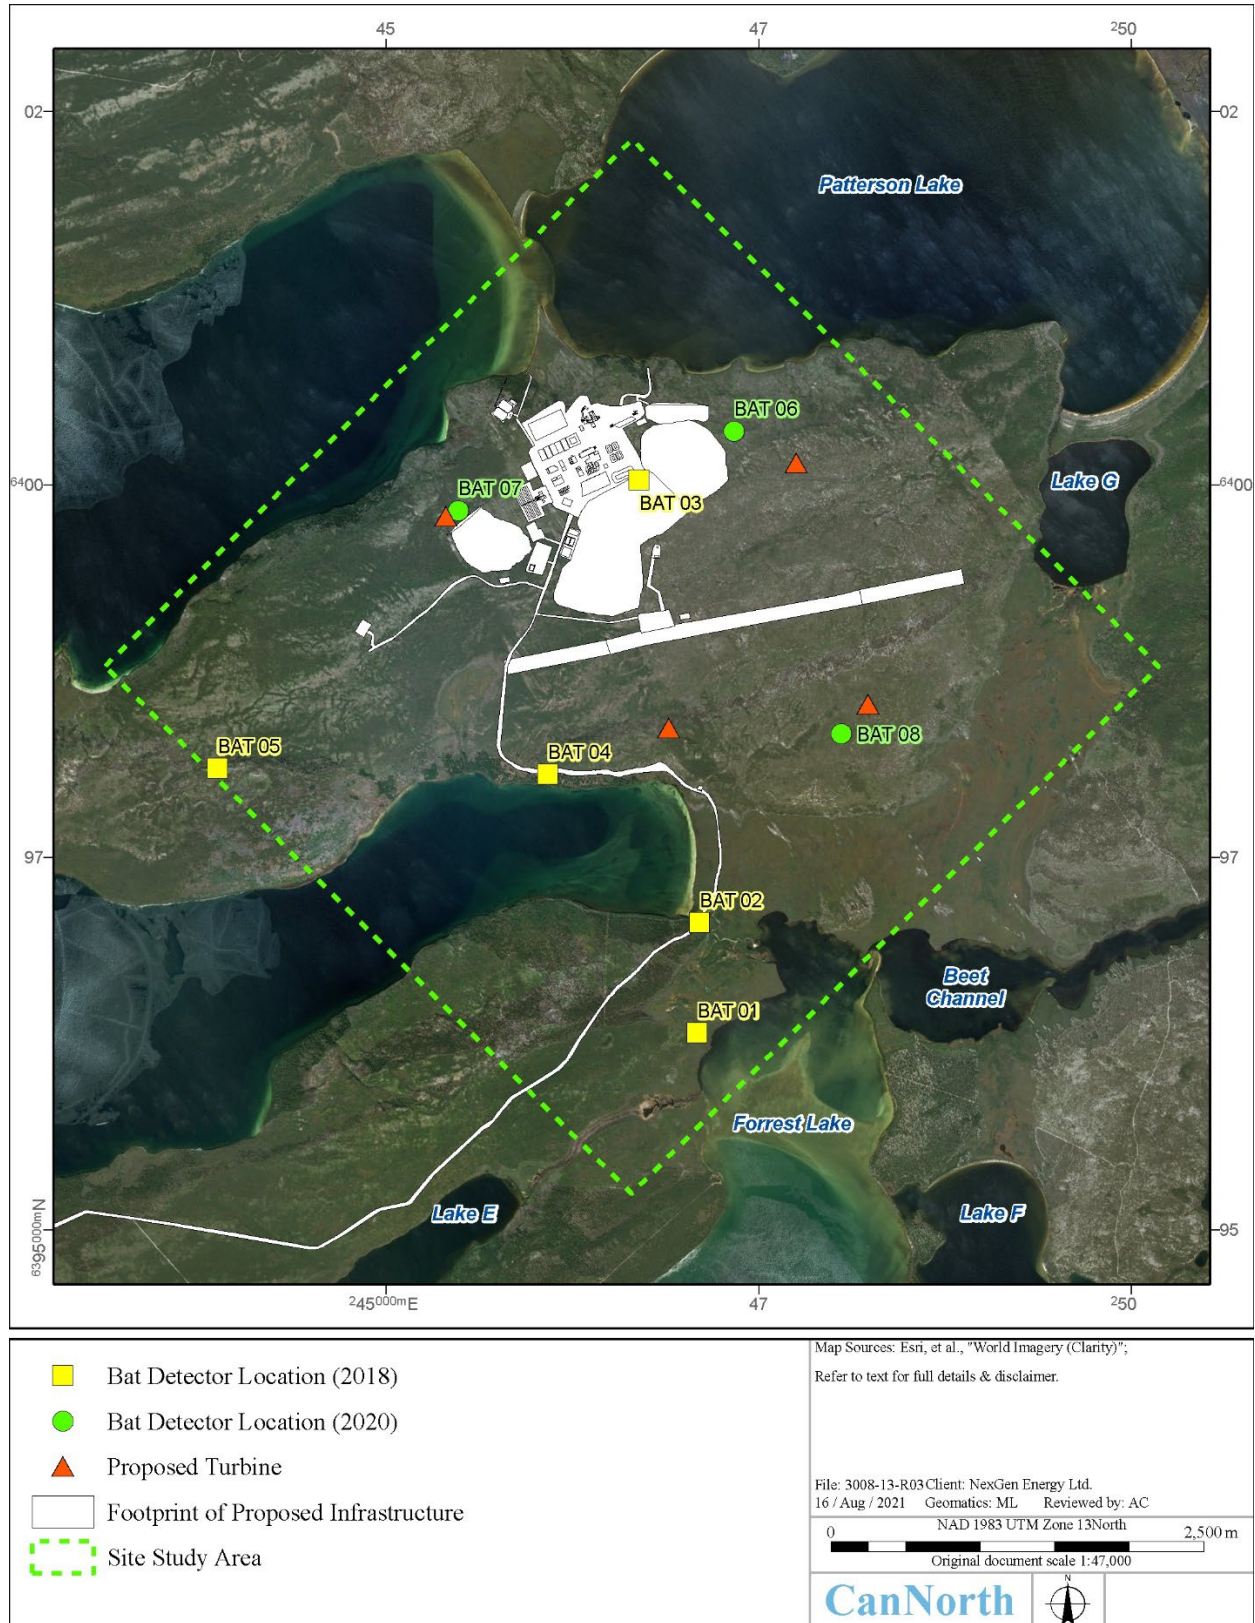 45 47 250
02 02
Patterson Lake
BAT 06
Lake G
6400 6400
BAT 07
BAT 03
BAT 05
BAT 04
BAT 08
97 97
BAT 02
Beet
Channel
BAT 01
Forrest Lake
Lake E
Lake F
6395000mN 95
245000mE 47 250
Bat Detector Location (2018)
Bat Detector Location (2020)
Proposed Turbine
Footprint of Proposed Infrastructure
Site Study Area
Map Sources: Esri, et al., "World Imagery (Clarity)";
Refer to text for full details & disclaimer.
File: 3008-13-R03 Client: NexGen Energy Ltd.
16 / Aug / 2021 Geomatics: ML Reviewed by: AC
NAD 1983 UTM Zone 13North
0 2,500 m
Original document scale 1:47,000
CanNorth
N